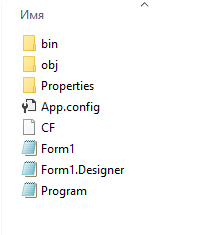 Имя
bin
obj
Properties
App.config
CF
Form1
Form1.Designer
Program